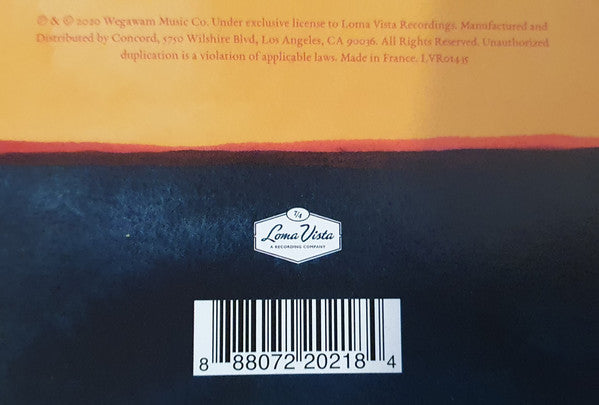 ℗ & © 2020 Wegawam Music Co. Under exclusive license to Loma Vista Recordings. Manufactured and
Distributed by Concord, 5750 Wilshire Blvd, Los Angeles, CA 90036. All Rights Reserved. Unauthorized
duplication is a violation of applicable laws. Made in France. LVR01435
7/4
Loma Vista
A RECORDING COMPANY
8 88072 20218 4